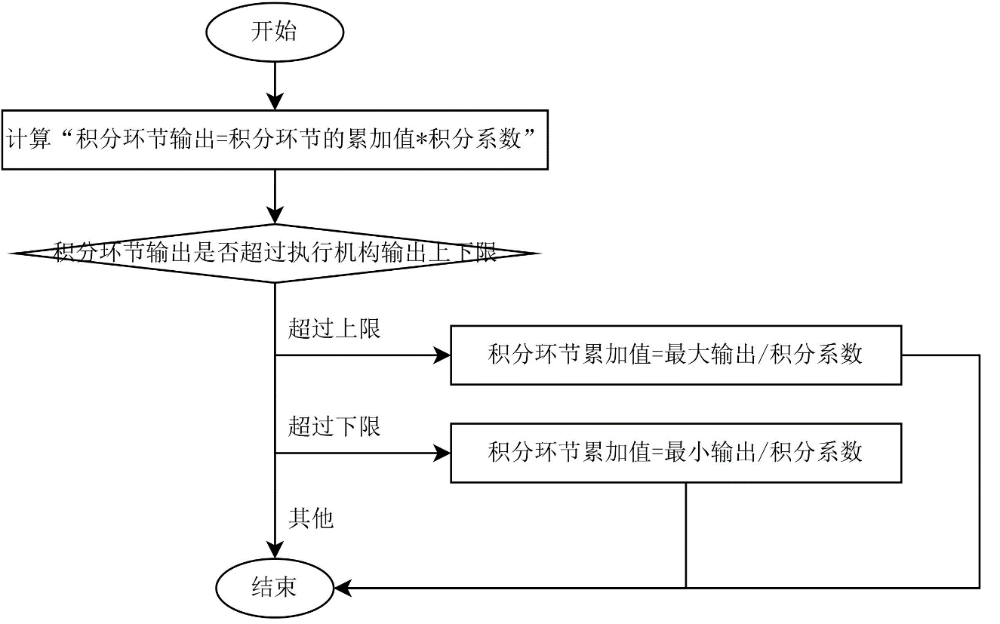 开始
计算“积分环节输出=积分环节的累加值*积分系数”
积分环节输出是否超过执行机构输出上下限
超过上限
积分环节累加值=最大输出/积分系数
超过下限
积分环节累加值=最小输出/积分系数
其他
结束